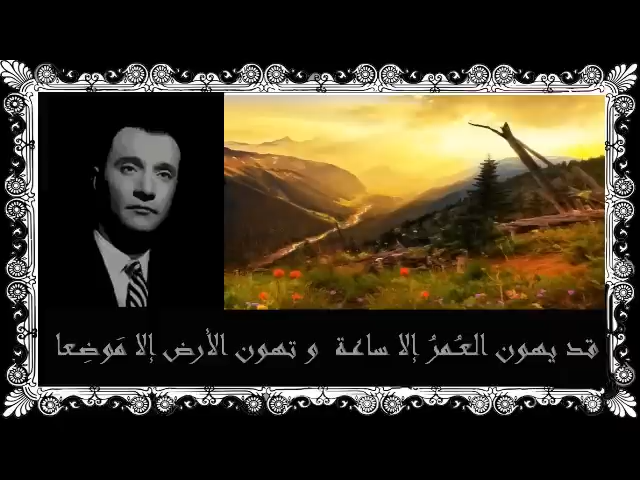 قد يهون العُمرُ إلا ساعة و تهون الأرض إلا مَوضِعا